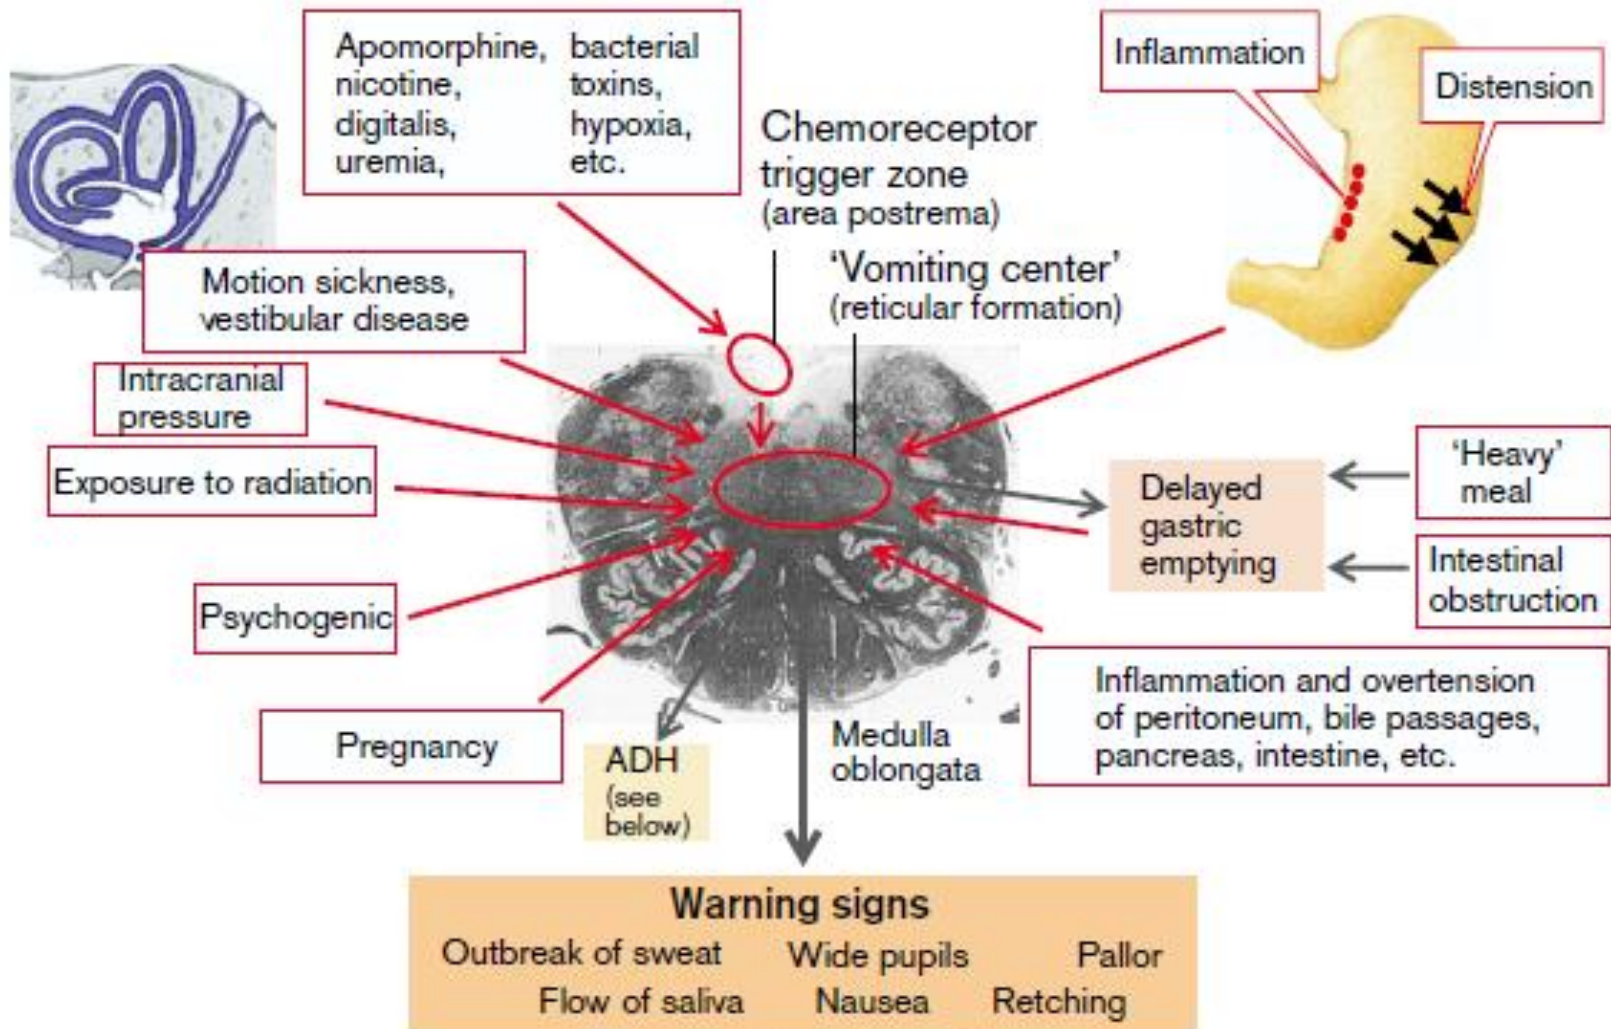 Apomorphine, bacterial
nicotine, toxins,
digitalis, hypoxia,
uremia, etc.
Inflammation
Distension
Chemoreceptor
trigger zone
(area postrema)
‘Vomiting center’
(reticular formation)
Motion sickness,
vestibular disease
Intracranial
pressure
Exposure to radiation
Psychogenic
Pregnancy
Delayed
gastric
emptying
‘Heavy’
meal
Intestinal
obstruction
Inflammation and overtension
of peritoneum, bile passages,
pancreas, intestine, etc.
ADH
(see
below)
Medulla
oblongata
Warning signs
Outbreak of sweat Wide pupils Pallor
Flow of saliva Nausea Retching